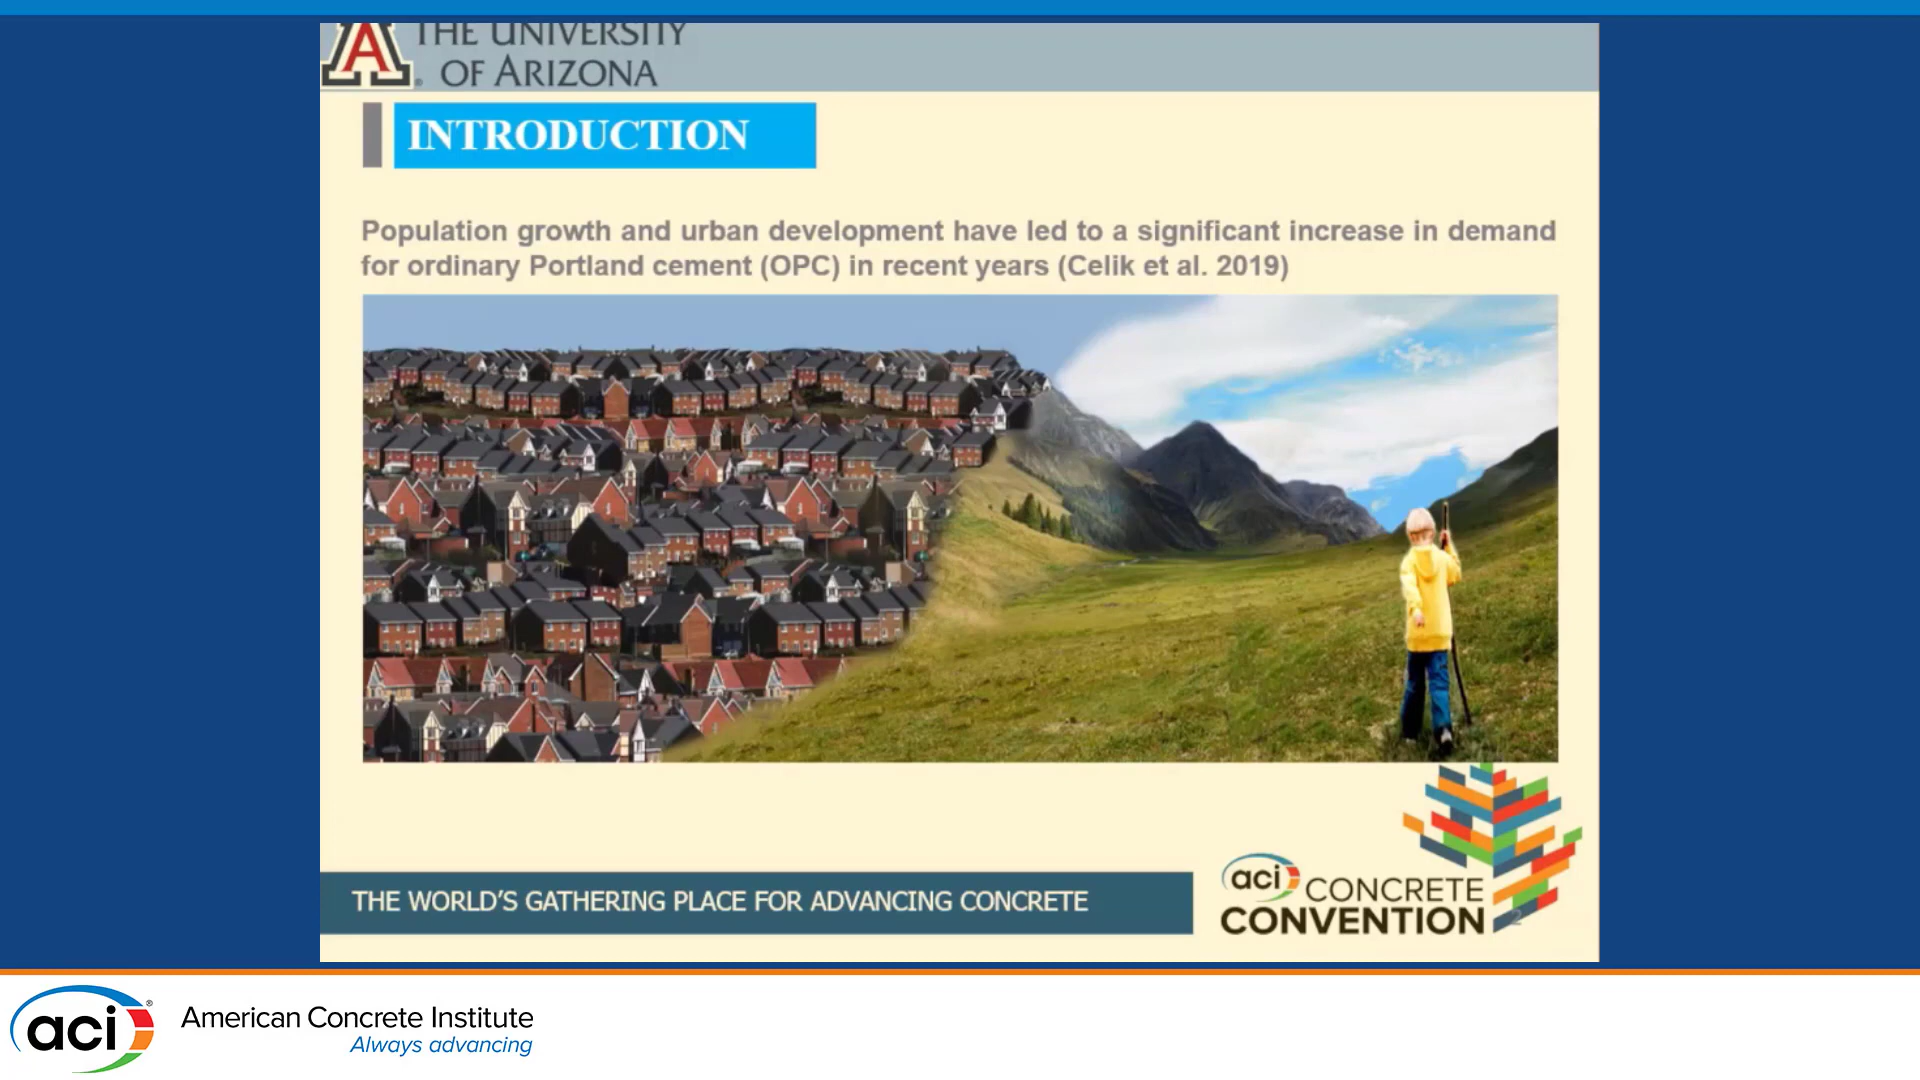 A
THE UNIVERSITY
OF ARIZONA
INTRODUCTION
Population growth and urban development have led to a significant increase in demand
for ordinary Portland cement (OPC) in recent years (Celik et al. 2019)
THE WORLD'S GATHERING PLACE FOR ADVANCING CONCRETE
aci CONCRETE
CONVENTION
2
aci®
American Concrete Institute
Always advancing